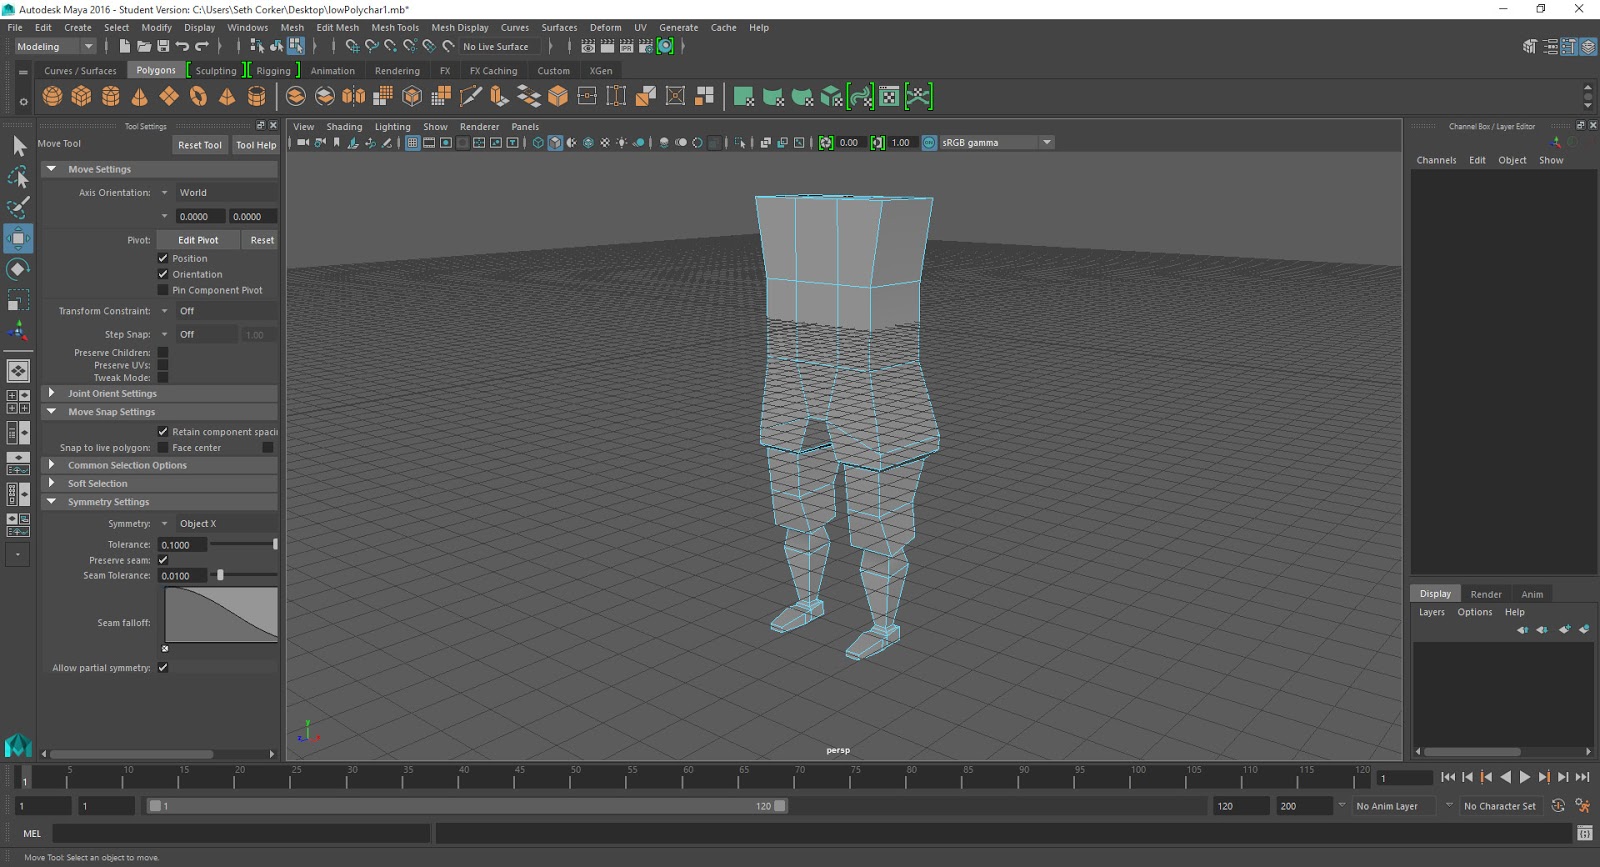 Autodesk Maya 2016 - Student Version: C:\Users\Seth Corker\Desktop\lowPolychar1.mb*
File Edit Create Select Modify Display Windows Mesh Edit Mesh Mesh Tools Mesh Display Curves Surfaces Deform UV Generate Cache Help
Modeling No Live Surface
Curves / Surfaces Polygons Sculpting Rigging Animation Rendering FX FX Caching Custom XGen
Tool Settings
Move Tool Reset Tool Tool Help
Move Settings
Axis Orientation: World
0.0000 0.0000
Pivot: Edit Pivot Reset
Position
Orientation
Pin Component Pivot
Transform Constraint: Off
Step Snap: Off 1.00
Preserve Children:
Preserve UVs:
Tweak Mode:
Joint Orient Settings
Move Snap Settings
Retain component spaci
Snap to live polygon: Face center
Common Selection Options
Soft Selection
Symmetry Settings
Symmetry: Object X
Tolerance: 0.1000
Preserve seam:
Seam Tolerance: 0.0100
Seam falloff:
Allow partial symmetry:
View Shading Lighting Show Renderer Panels
0.00 1.00 sRGB gamma
y
z x
persp
Channel Box / Layer Editor
Channels Edit Object Show
Display Render Anim
Layers Options Help
1 5 10 15 20 25 30 35 40 45 50 55 60 65 70 75 80 85 90 95 100 105 110 115 120 1
1 1 1 120 120 200 No Anim Layer No Character Set
MEL
Move Tool: Select an object to move.